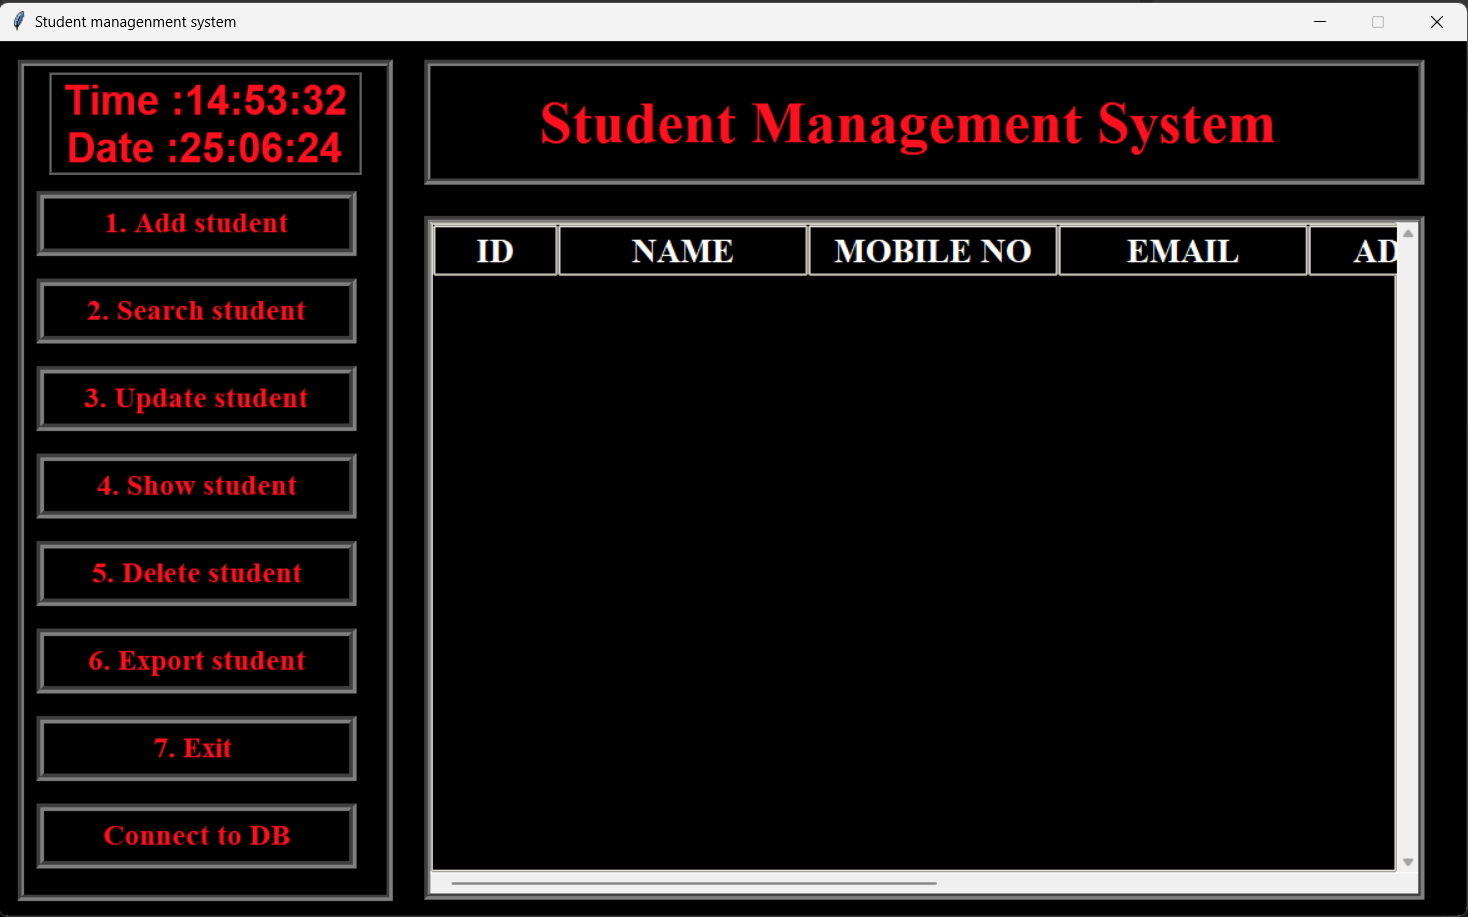 Student managenment system
Time :14:53:32
Date :25:06:24
1. Add student
2. Search student
3. Update student
4. Show student
5. Delete student
6. Export student
7. Exit
Connect to DB
Student Management System
ID NAME MOBILE NO EMAIL AD